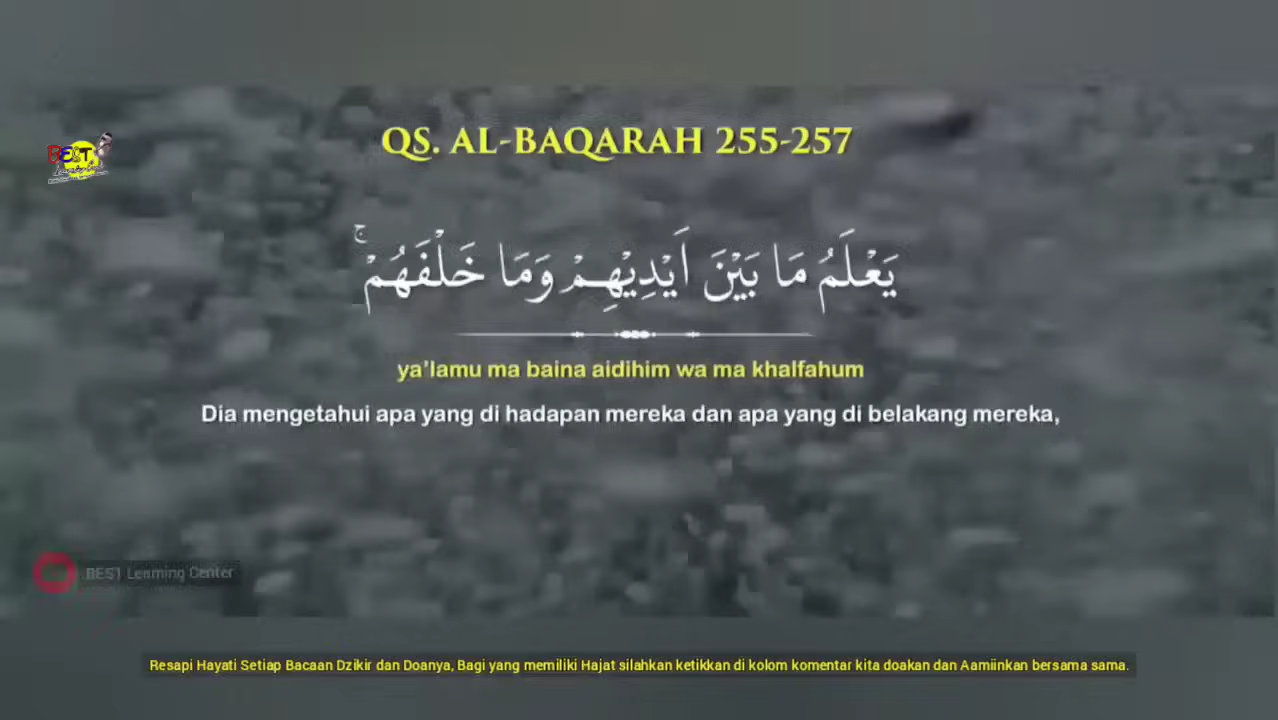 BEST
QS. AL-BAQARAH 255-257
يَعْلَمُ مَا بَيْنَ اَيْدِيْهِمْ وَمَا خَلْفَهُمْۚ
ya’lamu ma baina aidihim wa ma khalfahum
Dia mengetahui apa yang di hadapan mereka dan apa yang di belakang mereka,
BEST Learning Center
Resapi Hayati Setiap Bacaan Dzikir dan Doanya, Bagi yang memiliki Hajat silahkan ketikkan di kolom komentar kita doakan dan Aamiinkan bersama sama.